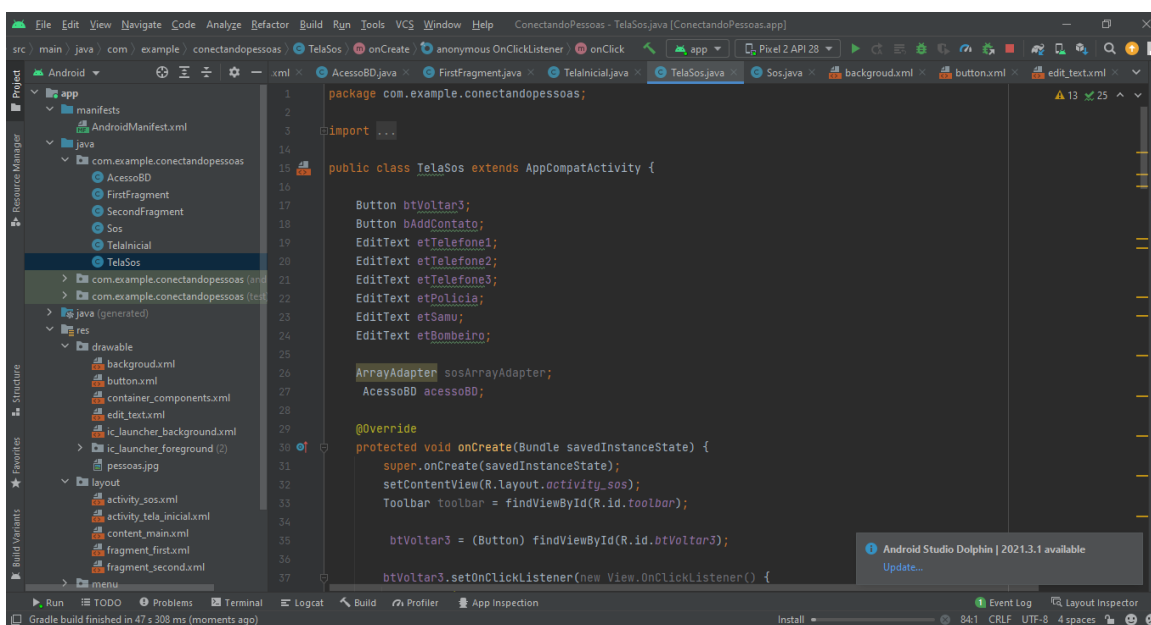 File Edit View Navigate Code Analyze Refactor Build Run Tools VCS Window Help ConectandoPessoas - TelaSos.java [ConectandoPessoas.app]
src main java com example conectandopessoas TelaSos onCreate anonymous OnClickListener onClick app Pixel 2 API 28
Android .xml AcessoBD.java FirstFragment.java TelaInicial.java TelaSos.java Sos.java backgroud.xml button.xml edit_text.xml
Project
Resource Manager
Structure
Favorites
Build Variants
app
manifests
AndroidManifest.xml
java
com.example.conectandopessoas
AcessoBD
FirstFragment
SecondFragment
Sos
TelaInicial
TelaSos
com.example.conectandopessoas (and
com.example.conectandopessoas (test
java (generated)
res
drawable
backgroud.xml
button.xml
container_components.xml
edit_text.xml
ic_launcher_background.xml
ic_launcher_foreground (2)
pessoas.jpg
layout
activity_sos.xml
activity_tela_inicial.xml
content_main.xml
fragment_first.xml
fragment_second.xml
menu
13 25
1 package com.example.conectandopessoas;
2
3 import ...
14
15 public class TelaSos extends AppCompatActivity {
16
17 Button btVoltar3;
18 Button bAddContato;
19 EditText etTelefone1;
20 EditText etTelefone2;
21 EditText etTelefone3;
22 EditText etPolicia;
23 EditText etSamu;
24 EditText etBombeiro;
25
26 ArrayAdapter sosArrayAdapter;
27 AcessoBD acessoBD;
28
29 @Override
30 protected void onCreate(Bundle savedInstanceState) {
31 super.onCreate(savedInstanceState);
32 setContentView(R.layout.activity_sos);
33 Toolbar toolbar = findViewById(R.id.toolbar);
34
35 btVoltar3 = (Button) findViewById(R.id.btVoltar3);
36
37 btVoltar3.setOnClickListener(new View.OnClickListener() {
Android Studio Dolphin | 2021.3.1 available
Update...
Run TODO Problems Terminal Logcat Build Profiler App Inspection 1 Event Log Layout Inspector
Gradle build finished in 47 s 308 ms (moments ago) Install 84:1 CRLF UTF-8 4 spaces